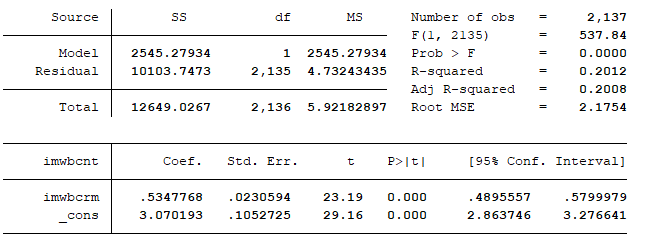 Source SS df MS Number of obs = 2,137
F(1, 2135) = 537.84
Model 2545.27934 1 2545.27934 Prob > F = 0.0000
Residual 10103.7473 2,135 4.73243435 R-squared = 0.2012
Adj R-squared = 0.2008
Total 12649.0267 2,136 5.92182897 Root MSE = 2.1754
imwbcnt Coef. Std. Err. t P>|t| [95% Conf. Interval]
imwbcrm .5347768 .0230594 23.19 0.000 .4895557 .5799979
_cons 3.070193 .1052725 29.16 0.000 2.863746 3.276641